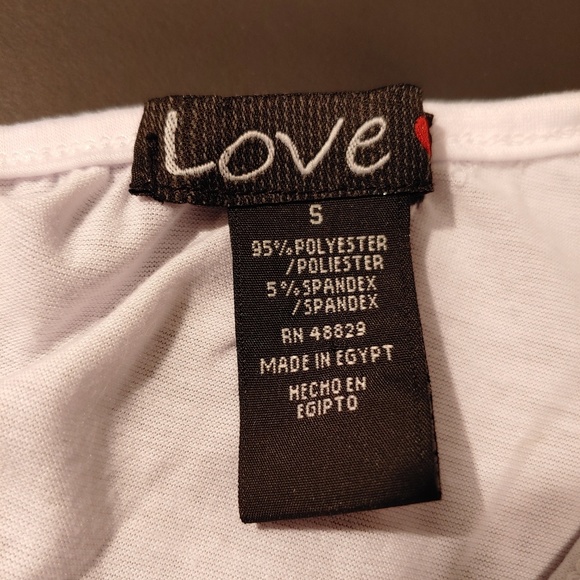 Love
S
95% POLYESTER
/POLIESTER
5% SPANDEX
/SPANDEX
RN 48829
MADE IN EGYPT
HECHO EN
EGIPTO